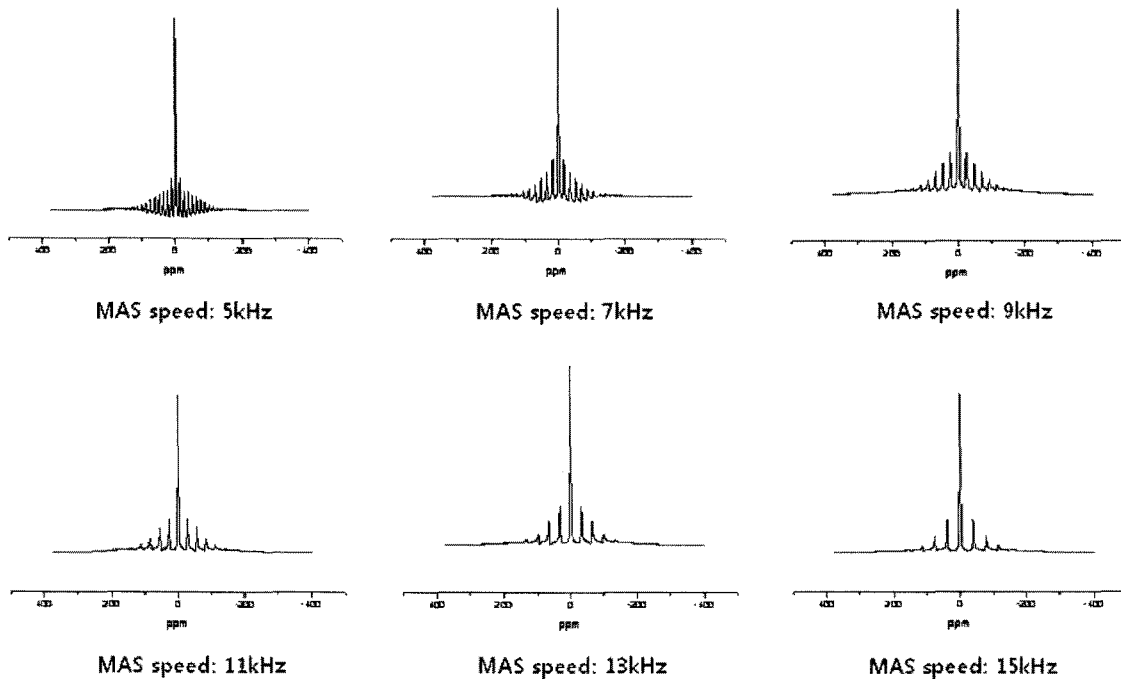 400 200 0 -200 -400
400 200 0 -200 -400
400 200 0 -200 -400
ppm
ppm
ppm
MAS speed: 5kHz
MAS speed: 7kHz
MAS speed: 9kHz
400 200 0 -200 -400
400 200 0 -200 -400
400 200 0 -200 -400
ppm
ppm
ppm
MAS speed: 11kHz
MAS speed: 13kHz
MAS speed: 15kHz